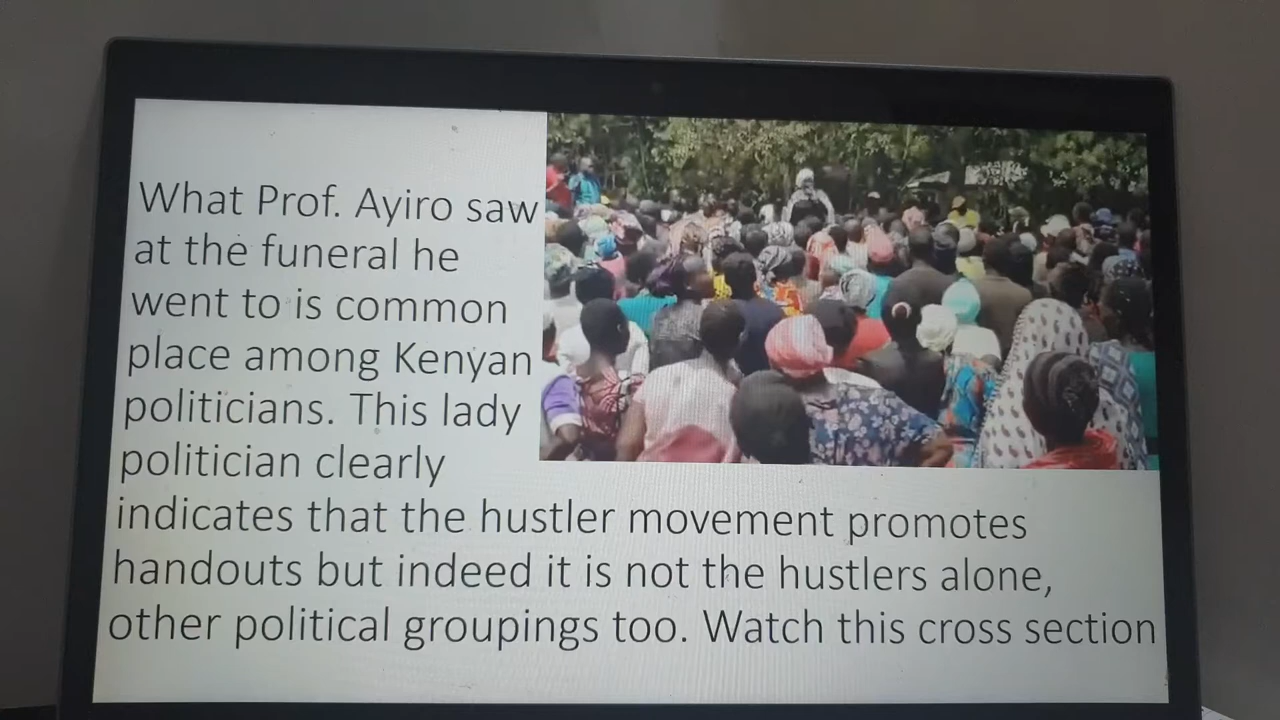 What Prof. Ayiro saw
at the funeral he
went to is common
place among Kenyan
politicians. This lady
politician clearly
indicates that the hustler movement promotes
handouts but indeed it is not the hustlers alone,
other political groupings too. Watch this cross section